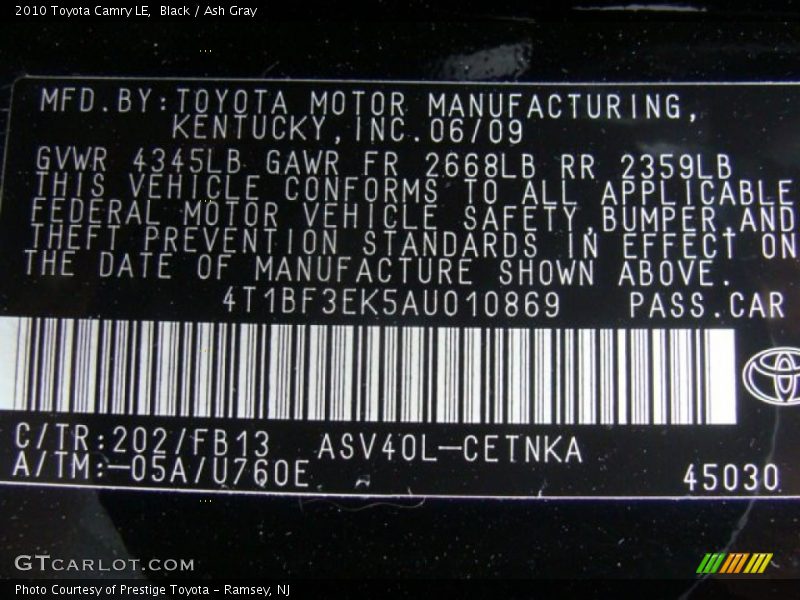 2010 Toyota Camry LE,  Black / Ash Gray
MFD.BY:TOYOTA MOTOR MANUFACTURING,
KENTUCKY,INC.06/09
GVWR 4345LB GAWR FR 2668LB RR 2359LB
THIS VEHICLE CONFORMS TO ALL APPLICABLE
FEDERAL MOTOR VEHICLE SAFETY,BUMPER,AND
THEFT PREVENTION STANDARDS IN EFFECT ON
THE DATE OF MANUFACTURE SHOWN ABOVE.
4T1BF3EK5AU010869 PASS.CAR
C/TR:202/FB13 ASV40L-CETNKA
A/TM:-05A/U760E 45030
GTCARLOT.COM
Photo Courtesy of Prestige Toyota - Ramsey, NJ